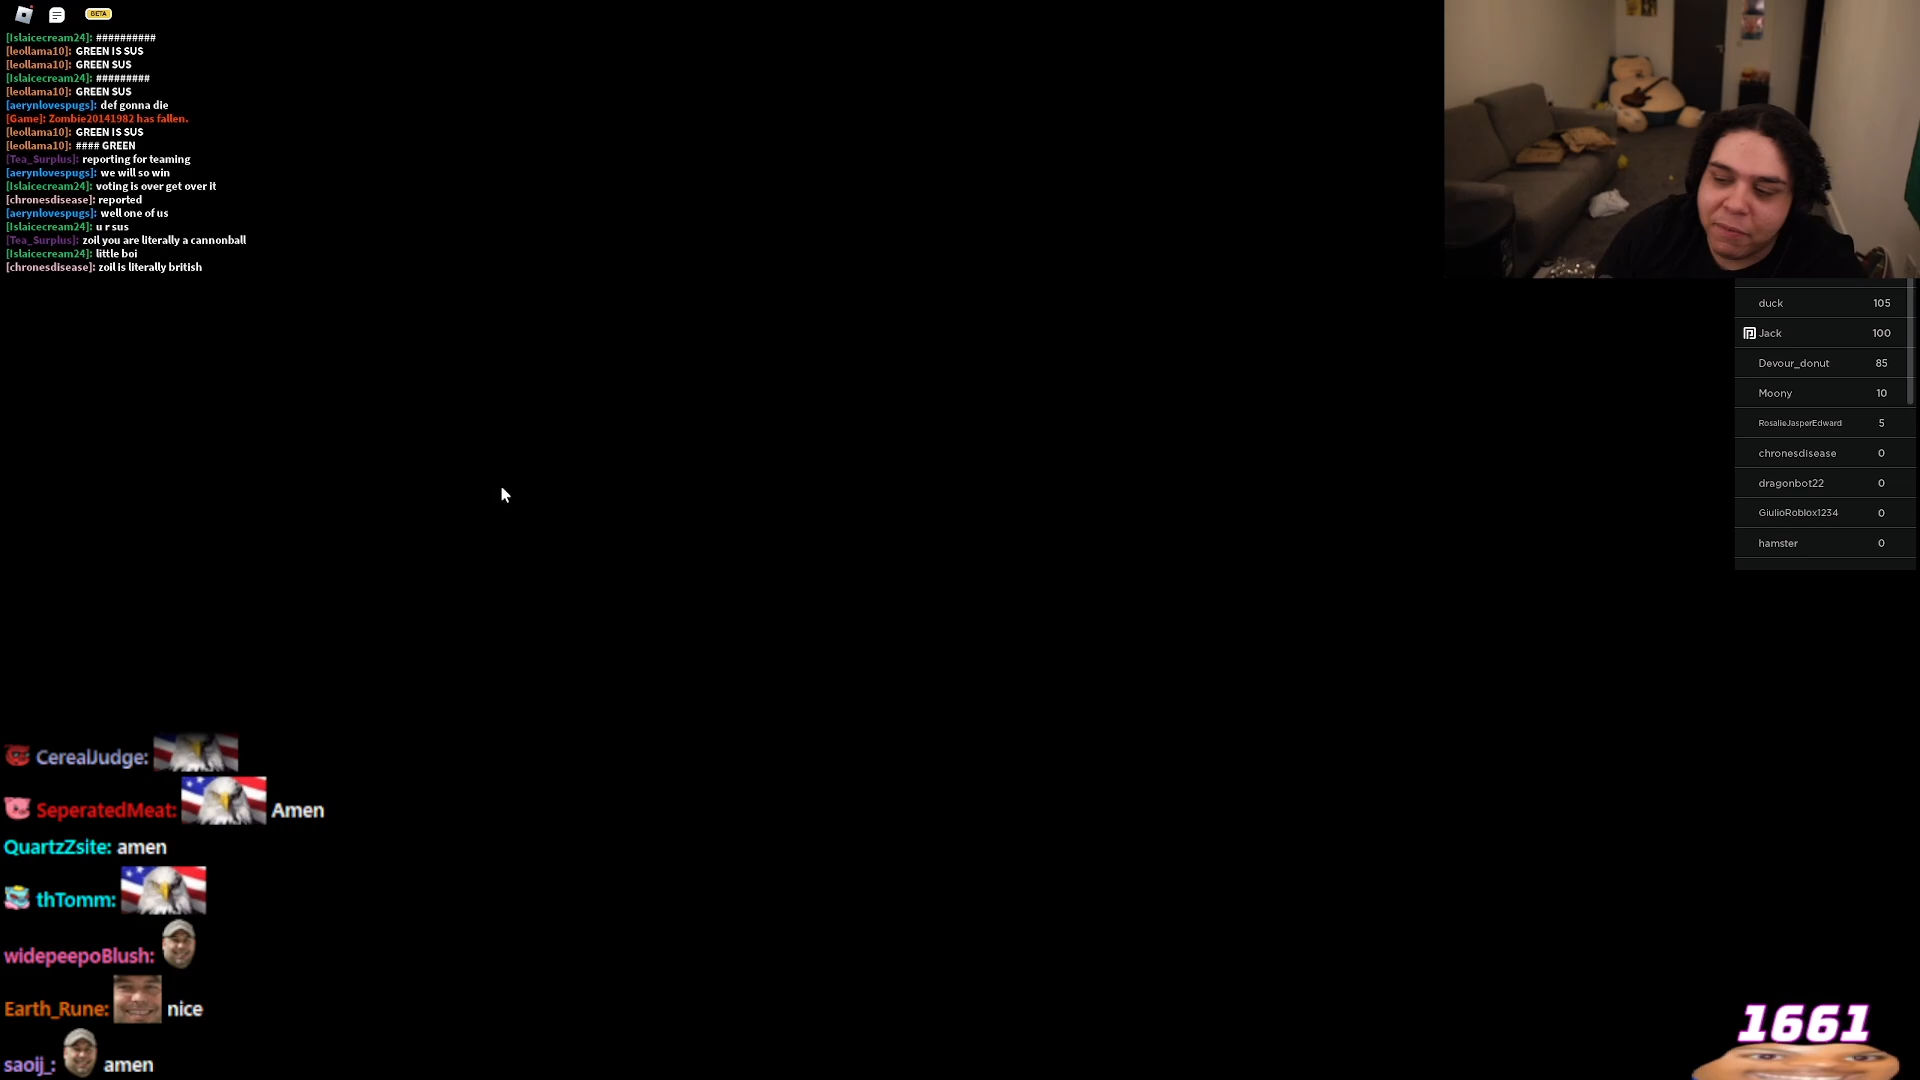 BETA
[Islaicecream24]: ##########
[leollama10]: GREEN IS SUS
[leollama10]: GREEN SUS
[Islaicecream24]: #########
[leollama10]: GREEN SUS
[aerynlovespugs]: def gonna die
[Game]: Zombie20141982 has fallen.
[leollama10]: GREEN IS SUS
[leollama10]: #### GREEN
[Tea_Surplus]: reporting for teaming
[aerynlovespugs]: we will so win
[Islaicecream24]: voting is over get over it
[chronesdisease]: reported
[aerynlovespugs]: well one of us
[Islaicecream24]: u r sus
[Tea_Surplus]: zoil you are literally a cannonball
[Islaicecream24]: little boi
[chronesdisease]: zoil is literally british
duck 105
Jack 100
Devour_donut 85
Moony 10
RosalieJasperEdward 5
chronesdisease 0
dragonbot22 0
GiulioRoblox1234 0
hamster 0
CerealJudge:
SeperatedMeat: Amen
QuartzZsite: amen
thTomm:
widepeepoBlush:
Earth_Rune: nice
saoij_: amen
1661